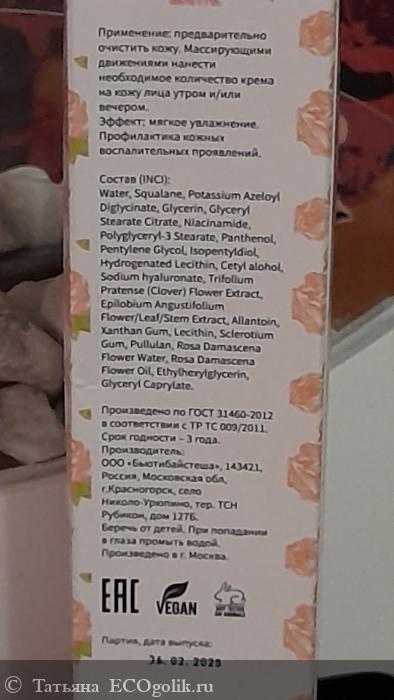 Применение: предварительно
очистить кожу. Массирующими
движениями нанести
необходимое количество крема
на кожу лица утром и/или
вечером.
Эффект: мягкое увлажнение.
Профилактика кожных
воспалительных проявлений.
Состав (INCI):
Water, Squalane, Potassium Azeloyl
Diglycinate, Glycerin, Glyceryl
Stearate Citrate, Niacinamide,
Polyglyceryl-3 Stearate, Panthenol,
Pentylene Glycol, Isopentyldiol,
Hydrogenated Lecithin, Cetyl alohol,
Sodium hyaluronate, Trifolium
Pratense (Clover) Flower Extract,
Epilobium Angustifolium
Flower/Leaf/Stem Extract, Allantoin,
Xanthan Gum, Lecithin, Sclerotium
Gum, Pullulan, Rosa Damascena
Flower Water, Rosa Damascena
Flower Oil, Ethylhexylglycerin,
Glyceryl Caprylate.
Произведено по ГОСТ 31460-2012
в соответствии с ТР ТС 009/2011.
Срок годности – 3 года.
Производитель:
ООО «Бьютибайстеша», 143421,
Россия, Московская обл,
г.Красногорск, село
Николо-Урюпино, тер. ТСН
Рубикон, дом 127Б.
Беречь от детей. При попадании
в глаза промыть водой.
Произведено в г. Москва.
EAC VEGAN NOT TESTED ON ANIMALS
Партия, дата выпуска:
06. 02. 2025
© Татьяна ECOgolik.ru